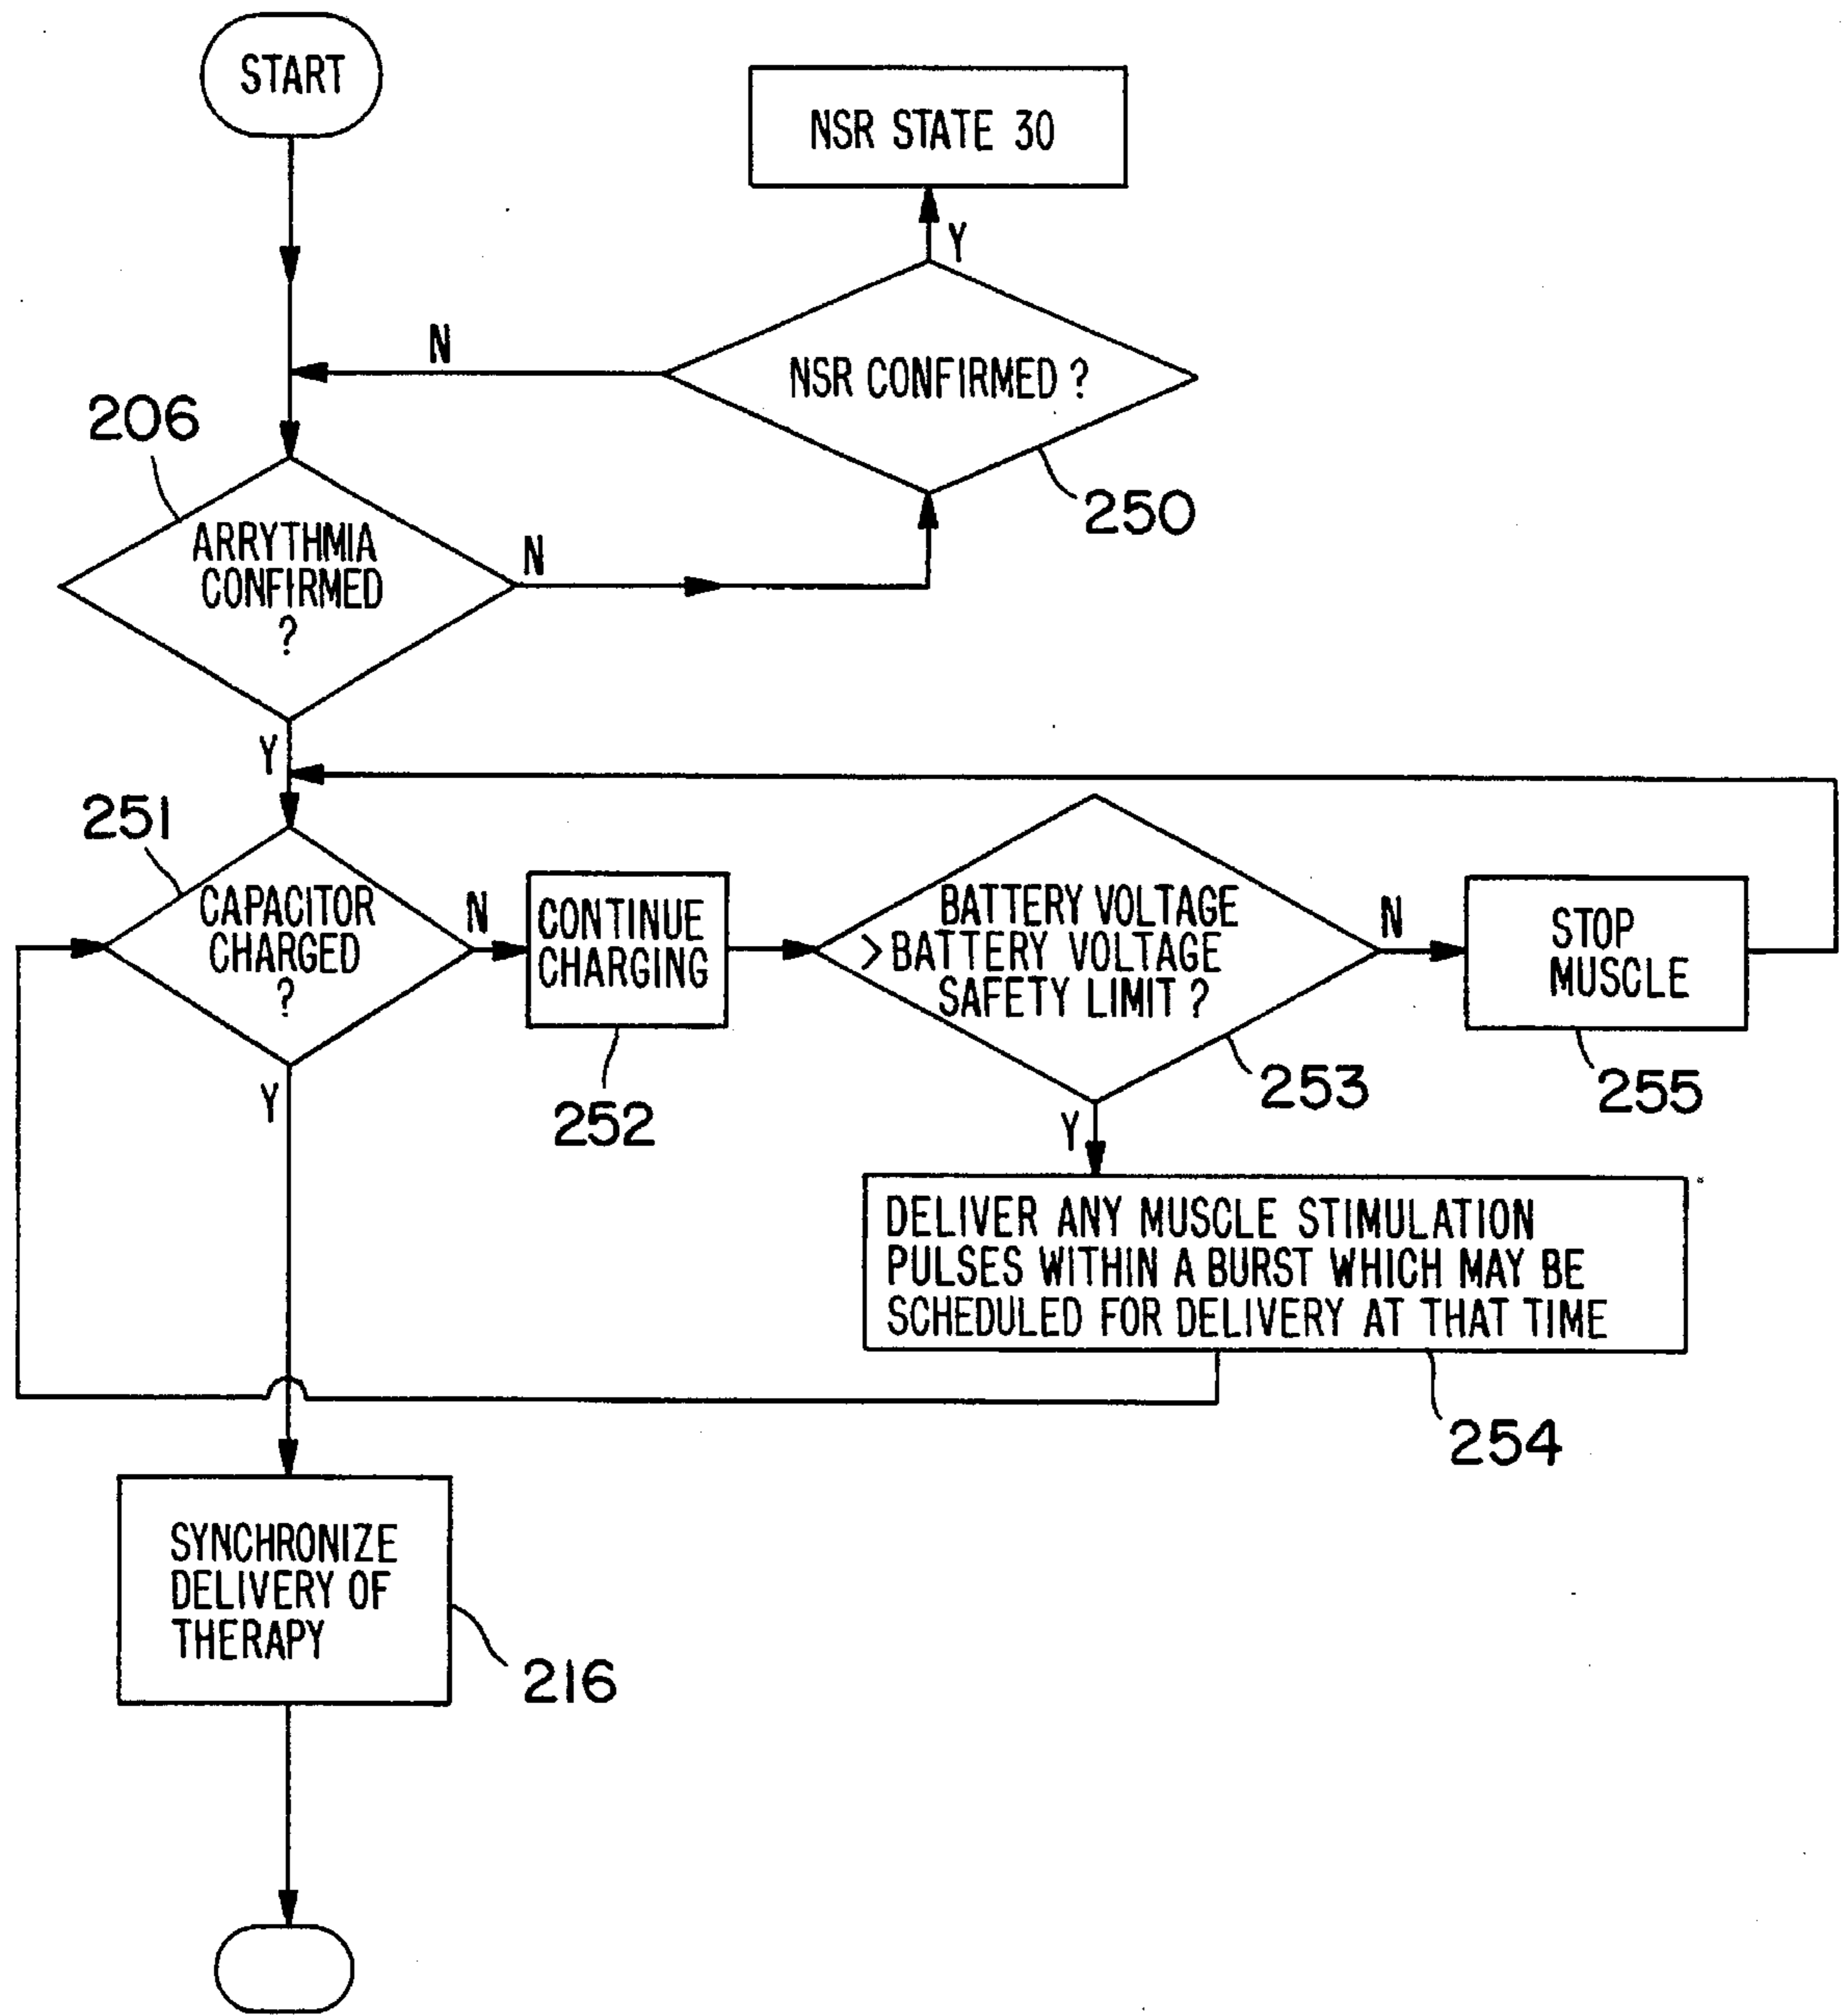 START
NSR STATE 30
Y
N
NSR CONFIRMED ?
206
250
ARRYTHMIA
CONFIRMED
?
N
Y
251
CAPACITOR
CHARGED
?
N
CONTINUE
CHARGING
BATTERY VOLTAGE
> BATTERY VOLTAGE
SAFETY LIMIT ?
N
STOP
MUSCLE
Y
252
253
255
Y
DELIVER ANY MUSCLE STIMULATION
PULSES WITHIN A BURST WHICH MAY BE
SCHEDULED FOR DELIVERY AT THAT TIME
254
SYNCHRONIZE
DELIVERY OF
THERAPY
216